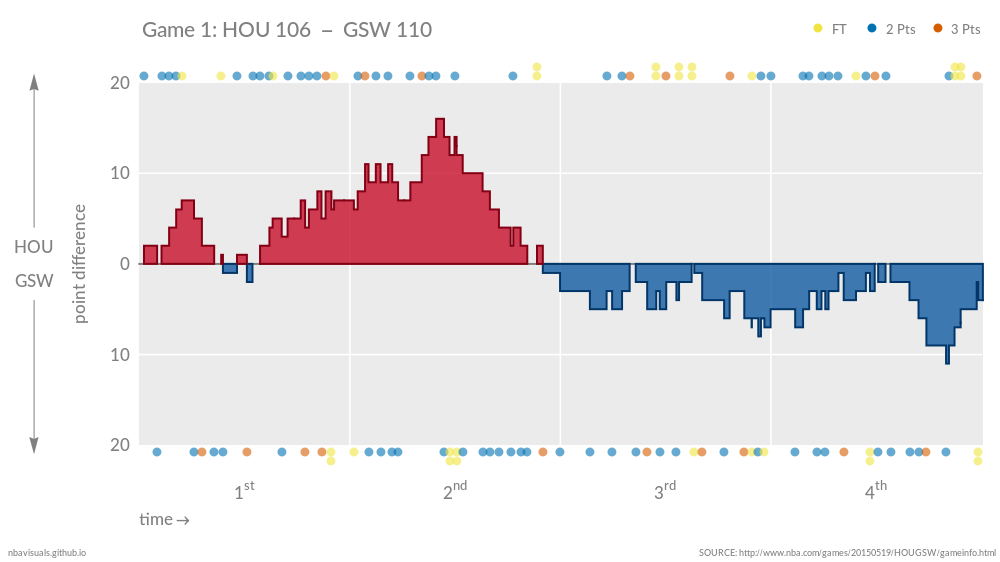 Game 1: HOU 106 – GSW 110
FT 2 Pts 3 Pts
20
10
0
10
20
HOU
GSW
point difference
1st 2nd 3rd 4th
time→
nbavisuals.github.io
SOURCE: http://www.nba.com/games/20150519/HOUGSW/gameinfo.html